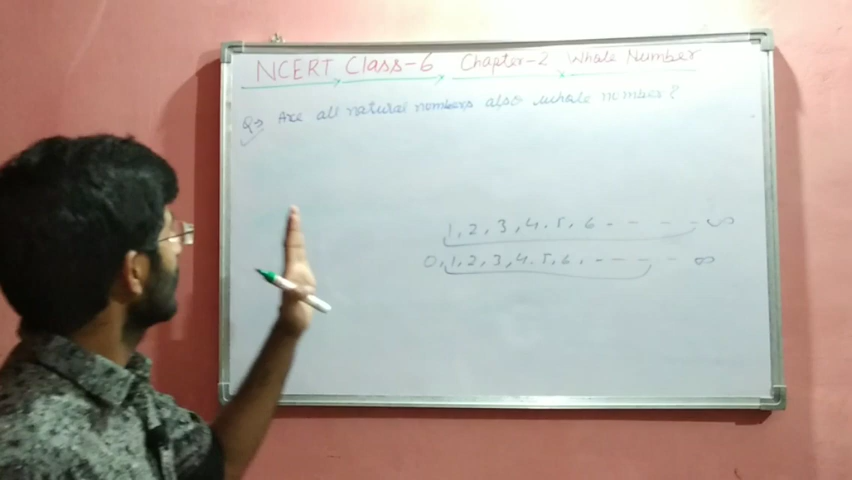 NCERT Class-6 Chapter-2 Whole Number
Q→ Are all natural numbers also whole number?
1, 2, 3, 4, 5, 6 - - - - ∞
0, 1, 2, 3, 4, 5, 6, - - - - - ∞